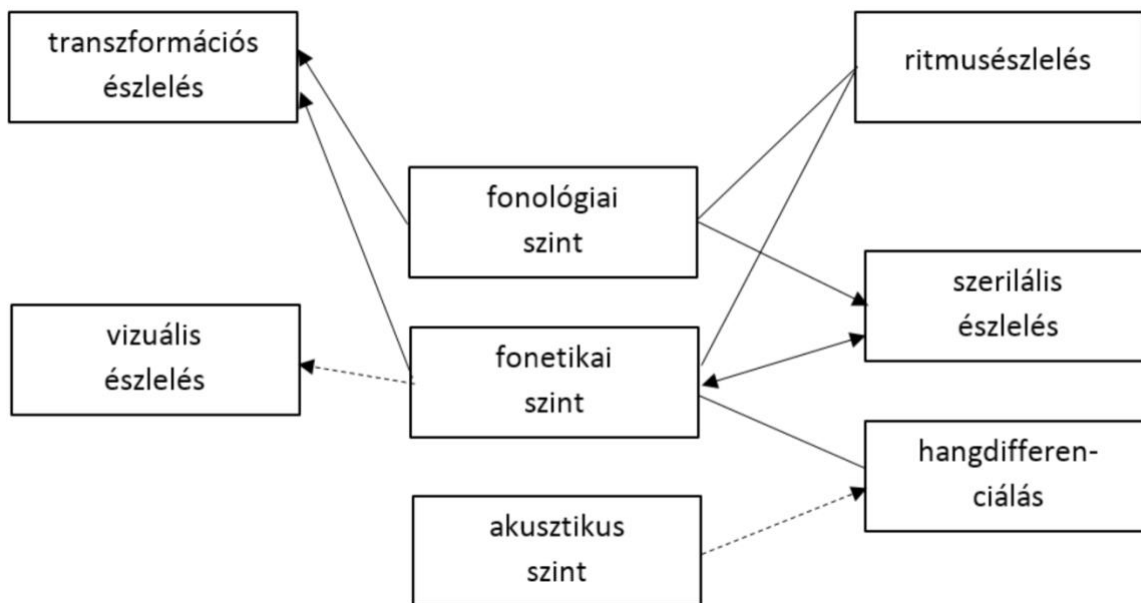 transzformációs
észlelés
ritmusészlelés
fonológiai
szint
szerilális
észlelés
vizuális
észlelés
fonetikai
szint
hangdifferen-
ciálás
akusztikus
szint